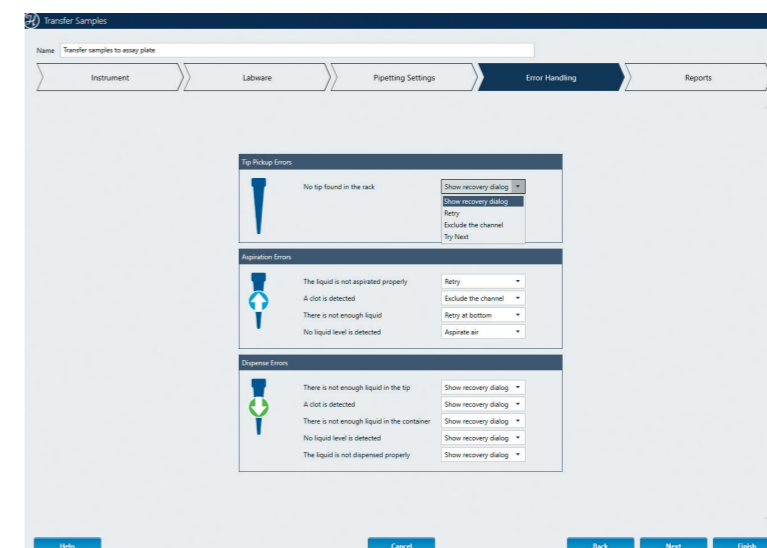 Transfer Samples
Name Transfer samples to assay plate
Instrument Labware Pipetting Settings Error Handling Reports
Tip Pickup Errors
No tip found in the rack Show recovery dialog
Show recovery dialog
Retry
Exclude the channel
Try Next
Aspiration Errors
The liquid is not aspirated properly Retry
A clot is detected Exclude the channel
There is not enough liquid Retry at bottom
No liquid level is detected Aspirate air
Dispense Errors
There is not enough liquid in the tip Show recovery dialog
A clot is detected Show recovery dialog
There is not enough liquid in the container Show recovery dialog
No liquid level is detected Show recovery dialog
The liquid is not dispensed properly Show recovery dialog
Help Cancel Back Next Finish